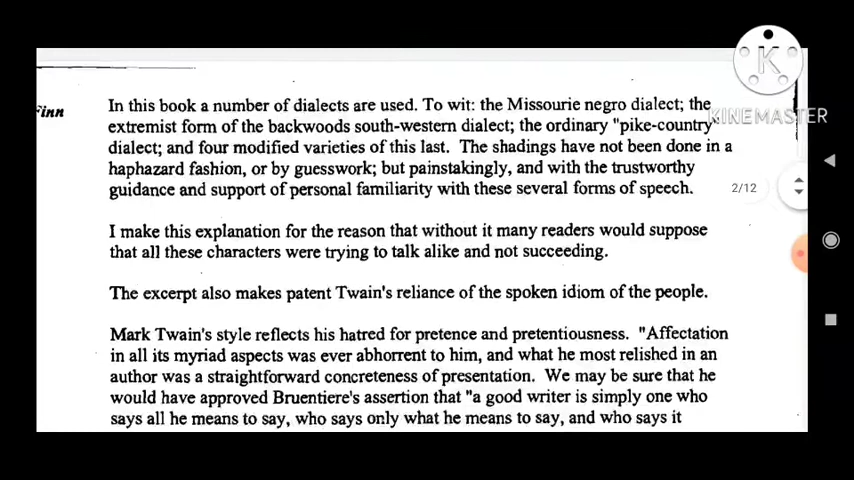 K
KINEMASTER
Finn
In this book a number of dialects are used. To wit: the Missourie negro dialect; the
extremist form of the backwoods south-western dialect; the ordinary "pike-country"
dialect; and four modified varieties of this last. The shadings have not been done in a
haphazard fashion, or by guesswork; but painstakingly, and with the trustworthy
guidance and support of personal familiarity with these several forms of speech.
2/12
I make this explanation for the reason that without it many readers would suppose
that all these characters were trying to talk alike and not succeeding.
The excerpt also makes patent Twain's reliance of the spoken idiom of the people.
Mark Twain's style reflects his hatred for pretence and pretentiousness. "Affectation
in all its myriad aspects was ever abhorrent to him, and what he most relished in an
author was a straightforward concreteness of presentation. We may be sure that he
would have approved Bruentiere's assertion that "a good writer is simply one who
says all he means to say, who says only what he means to say, and who says it